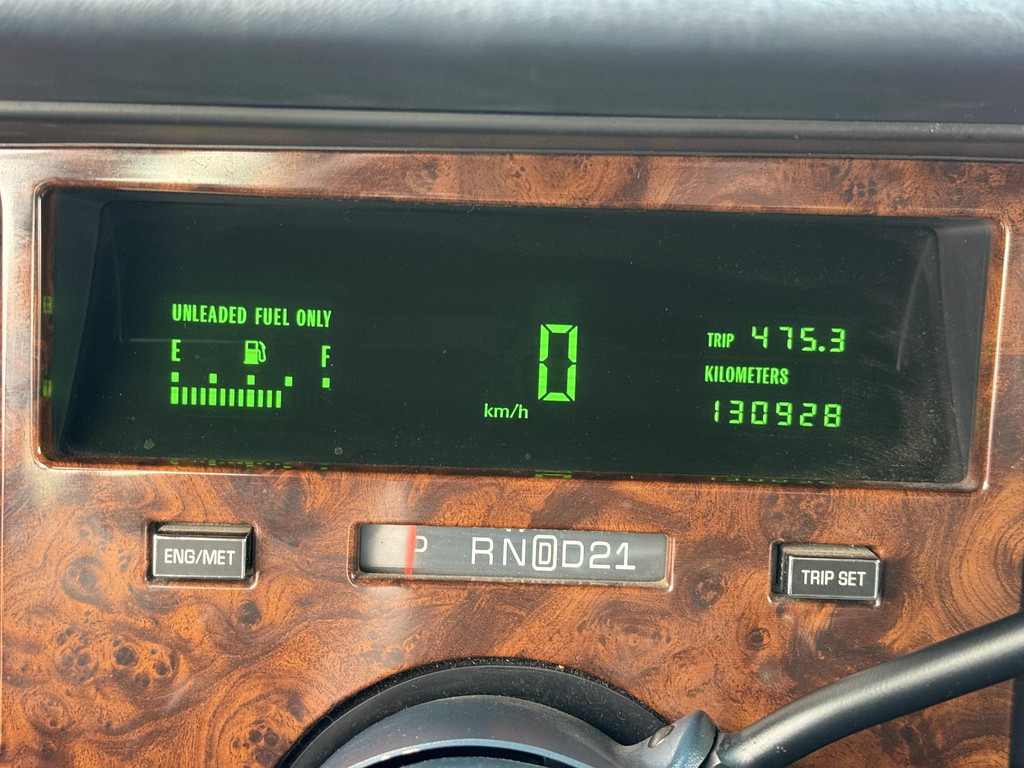 UNLEADED FUEL ONLY
E F
0
km/h
TRIP 475.3
KILOMETERS
130928
ENG/MET
P RN[D]D21
TRIP SET